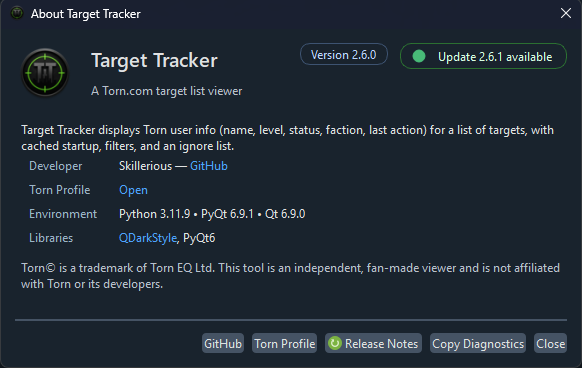 About Target Tracker
TT
Target Tracker
Version 2.6.0
Update 2.6.1 available
A Torn.com target list viewer
Target Tracker displays Torn user info (name, level, status, faction, last action) for a list of targets, with
cached startup, filters, and an ignore list.
Developer Skillerious — GitHub
Torn Profile Open
Environment Python 3.11.9 • PyQt 6.9.1 • Qt 6.9.0
Libraries QDarkStyle, PyQt6
Torn© is a trademark of Torn EQ Ltd. This tool is an independent, fan-made viewer and is not affiliated
with Torn or its developers.
GitHub Torn Profile Release Notes Copy Diagnostics Close